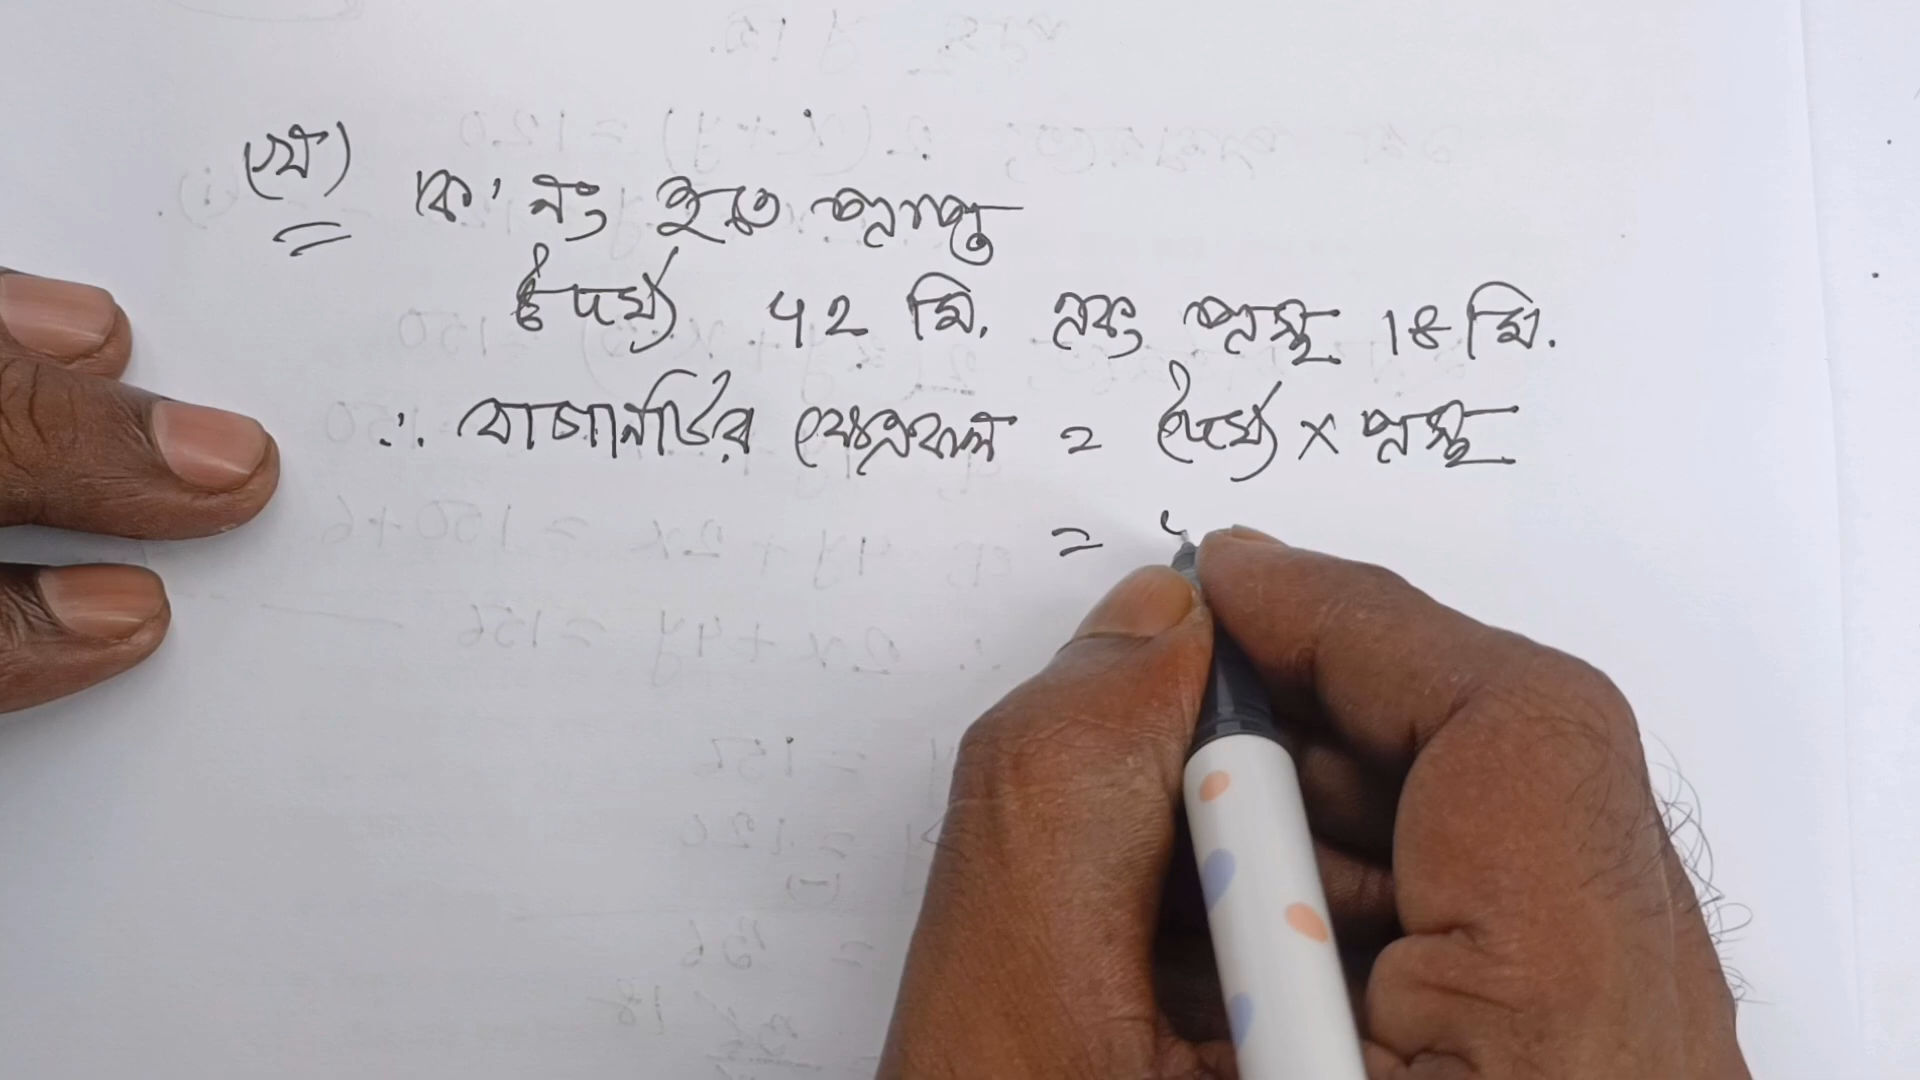 (খ) ক' নং হতে প্রাপ্ত
দৈর্ঘ্য 42 মি. এবং প্রস্থ 18 মি.
∴ বাগানটির ক্ষেত্রফল = দৈর্ঘ্য × প্রস্থ
=